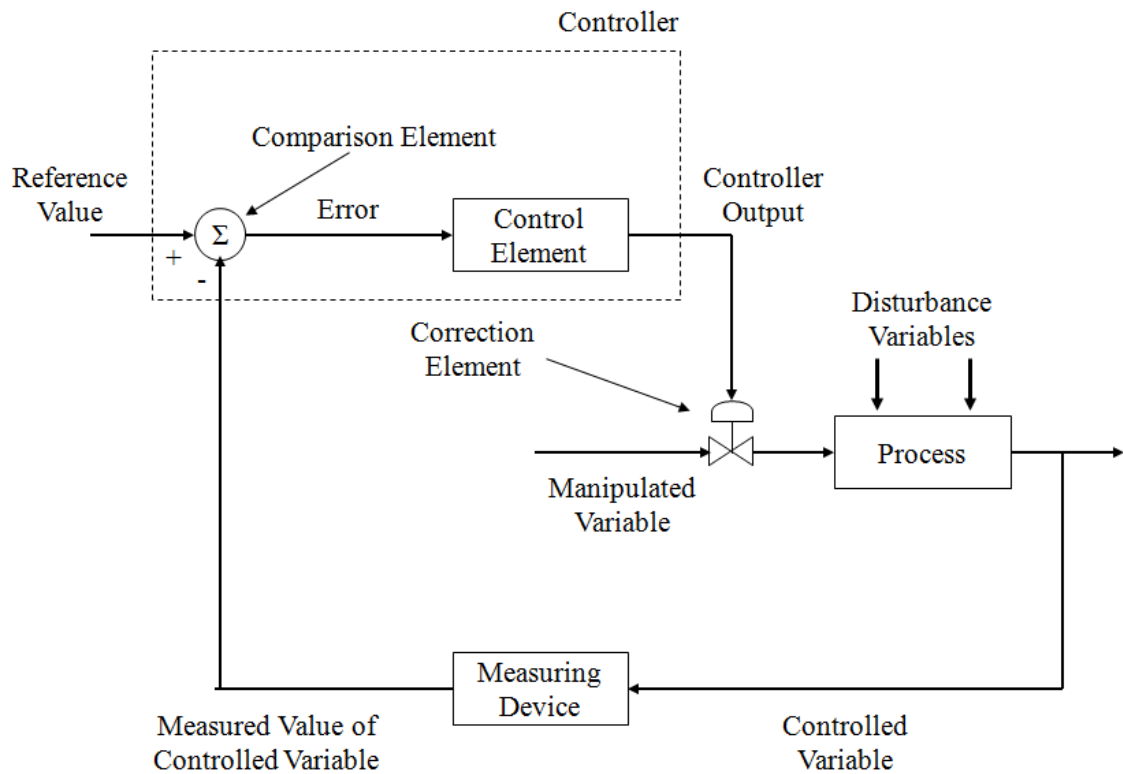 Controller
Comparison Element
Reference
Value
Error
Σ
+
-
Control
Element
Controller
Output
Correction
Element
Disturbance
Variables
Manipulated
Variable
Process
Measuring
Device
Measured Value of
Controlled Variable
Controlled
Variable